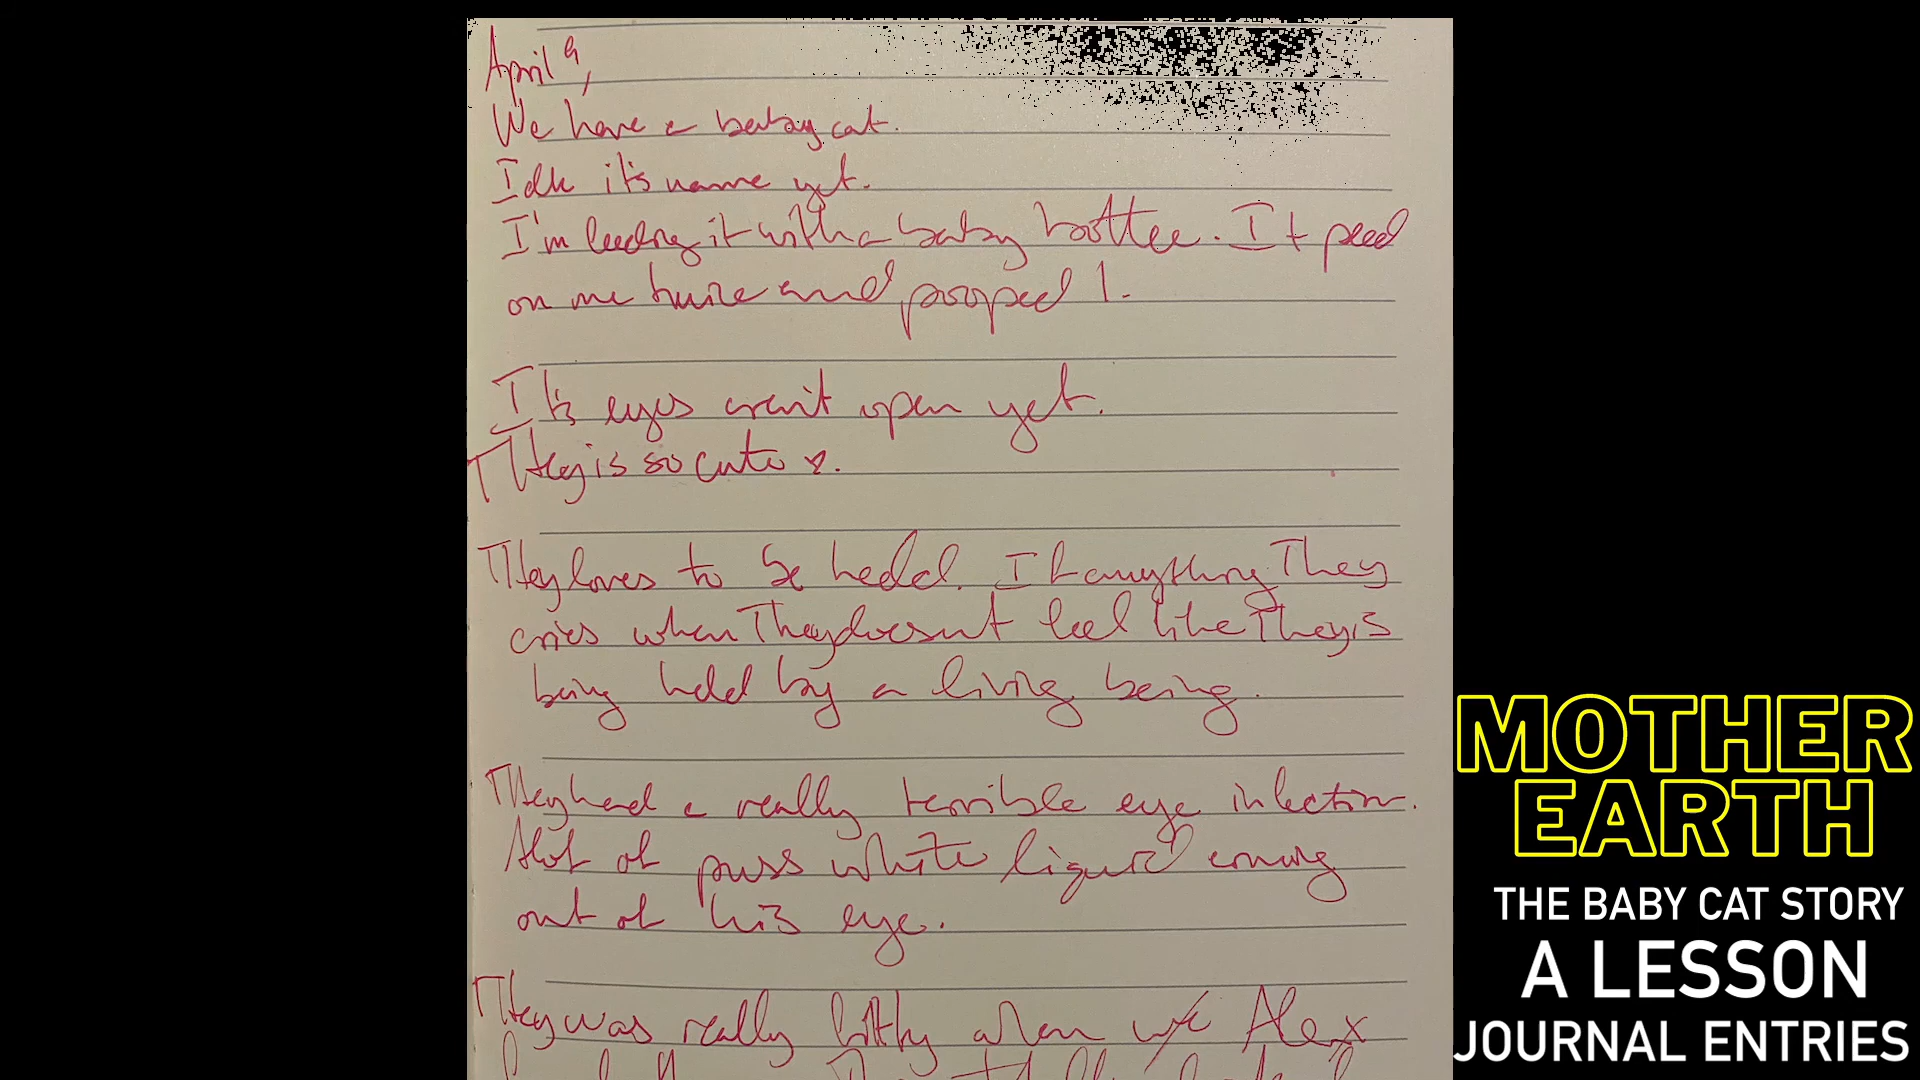 April 9,
We have a baby cat.
Idk it's name yet.
I'm feeding it with a baby bottle. It peed
on me twice and pooped 1.
It's eyes aren't open yet.
They is so cute
They loves to be held. If anything They
cries when They doesn't feel like They is
being held by a living being.
They had a really terrible eye infection.
Alot of puss white liquid coming
out of his eye.
They was really filthy when we Alex
MOTHER
EARTH
THE BABY CAT STORY
A LESSON
JOURNAL ENTRIES